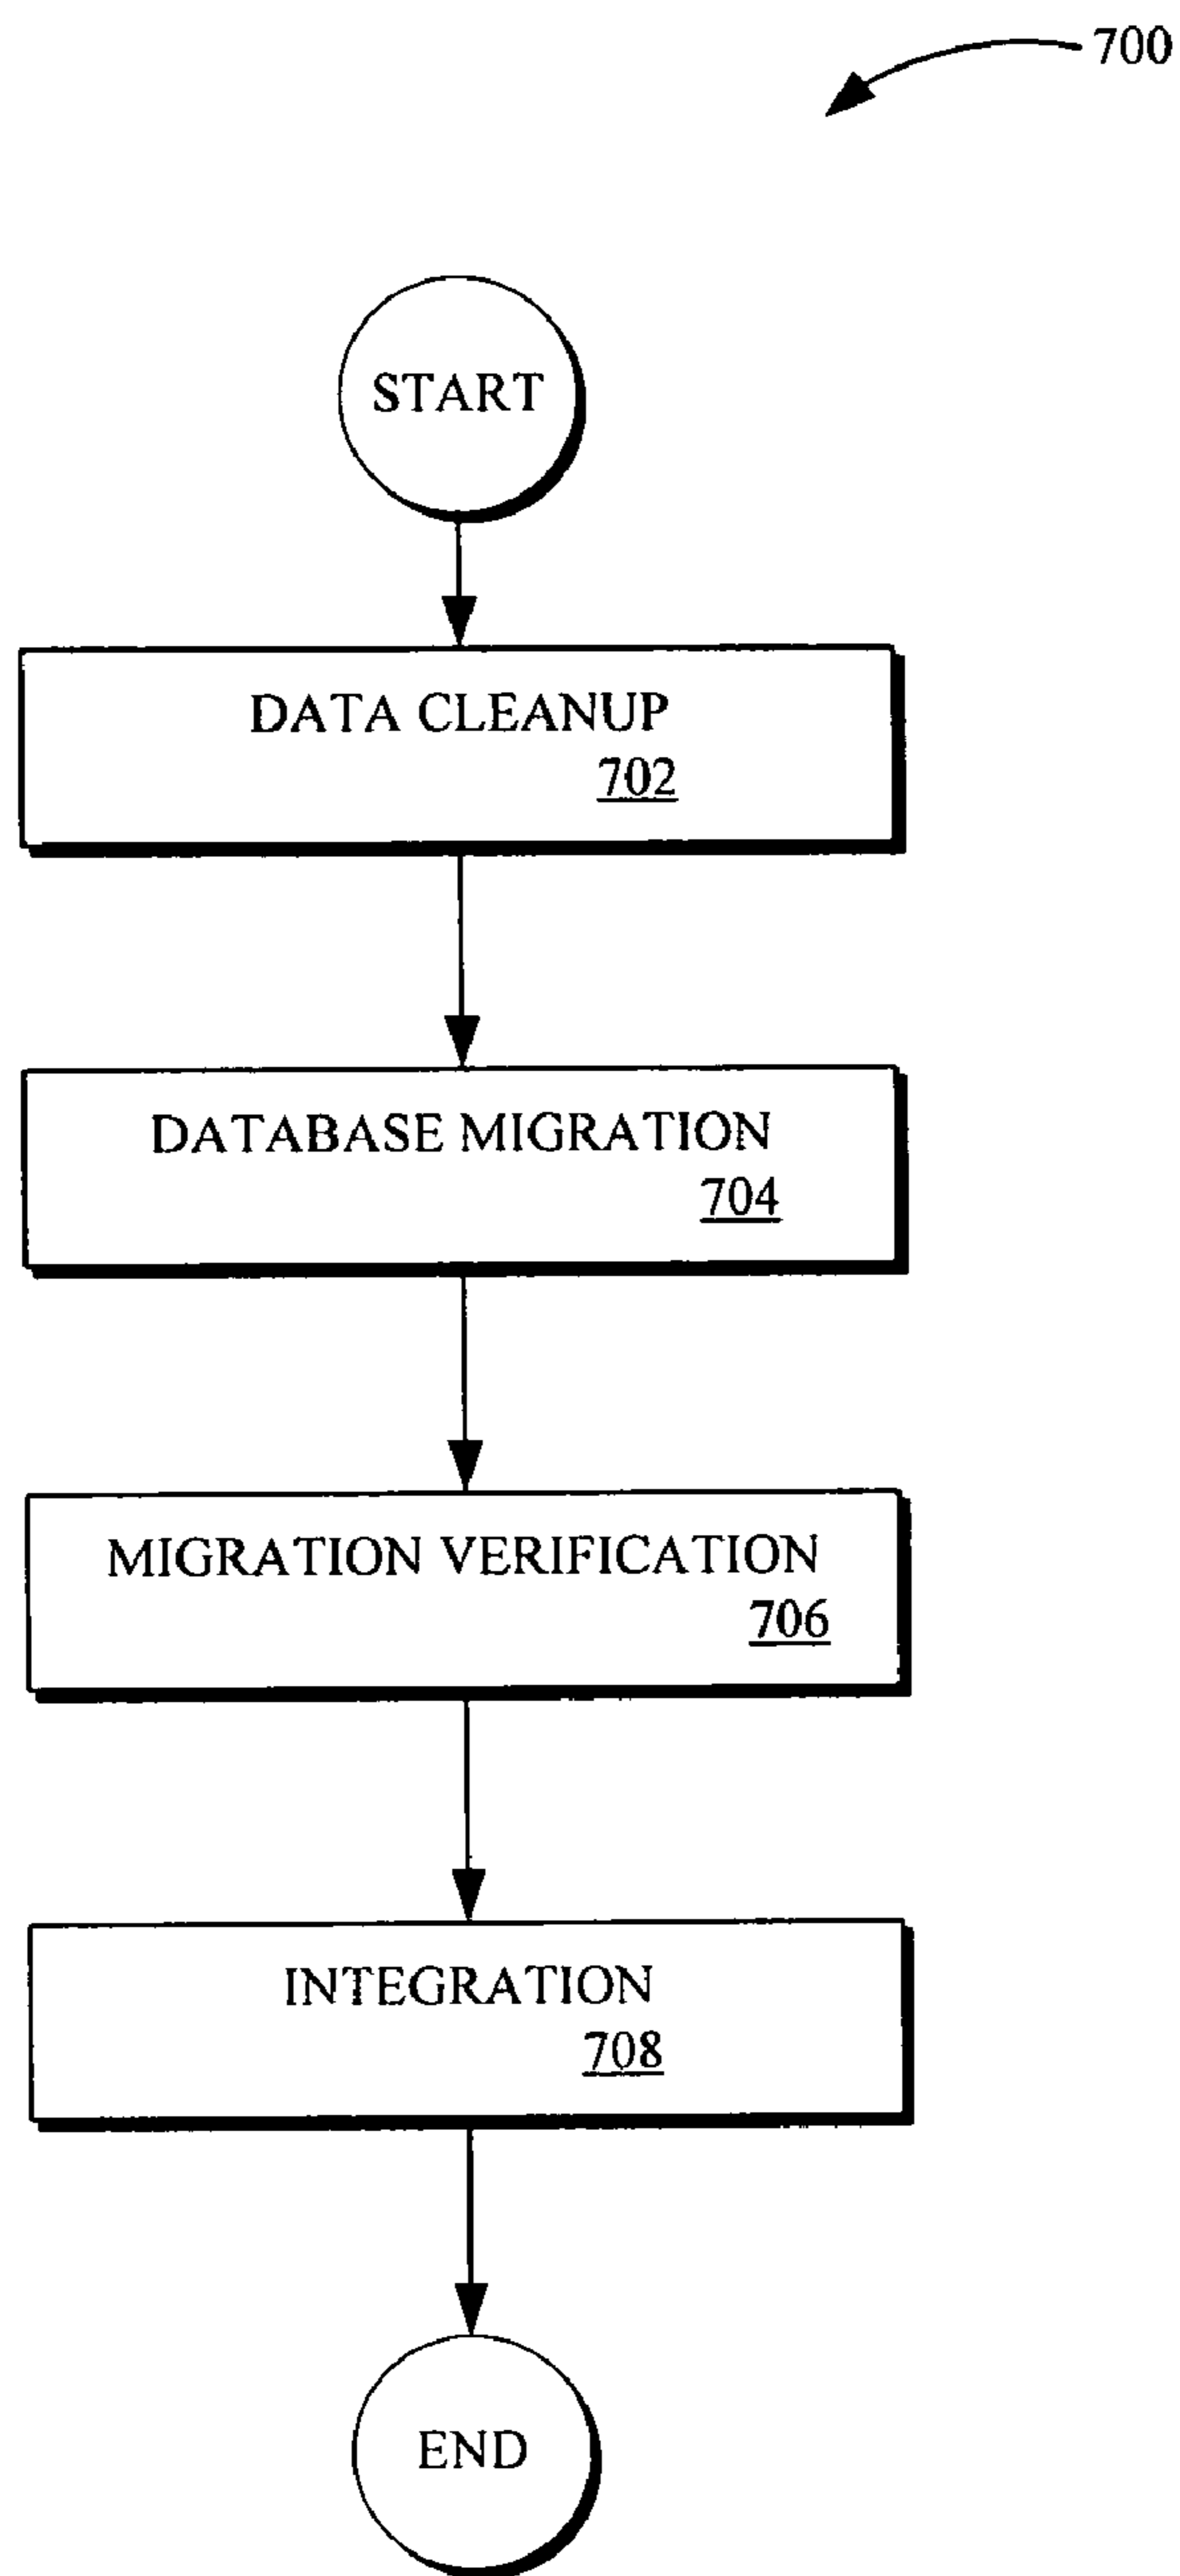 700
START
DATA CLEANUP
702
DATABASE MIGRATION
704
MIGRATION VERIFICATION
706
INTEGRATION
708
END